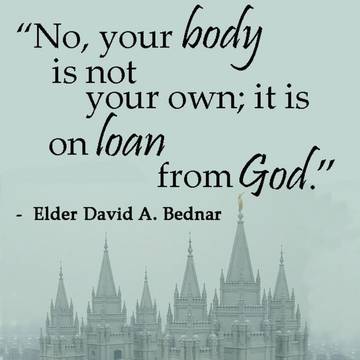 “No, your body
is not
your own; it is
on loan
from God.”
- Elder David A. Bednar